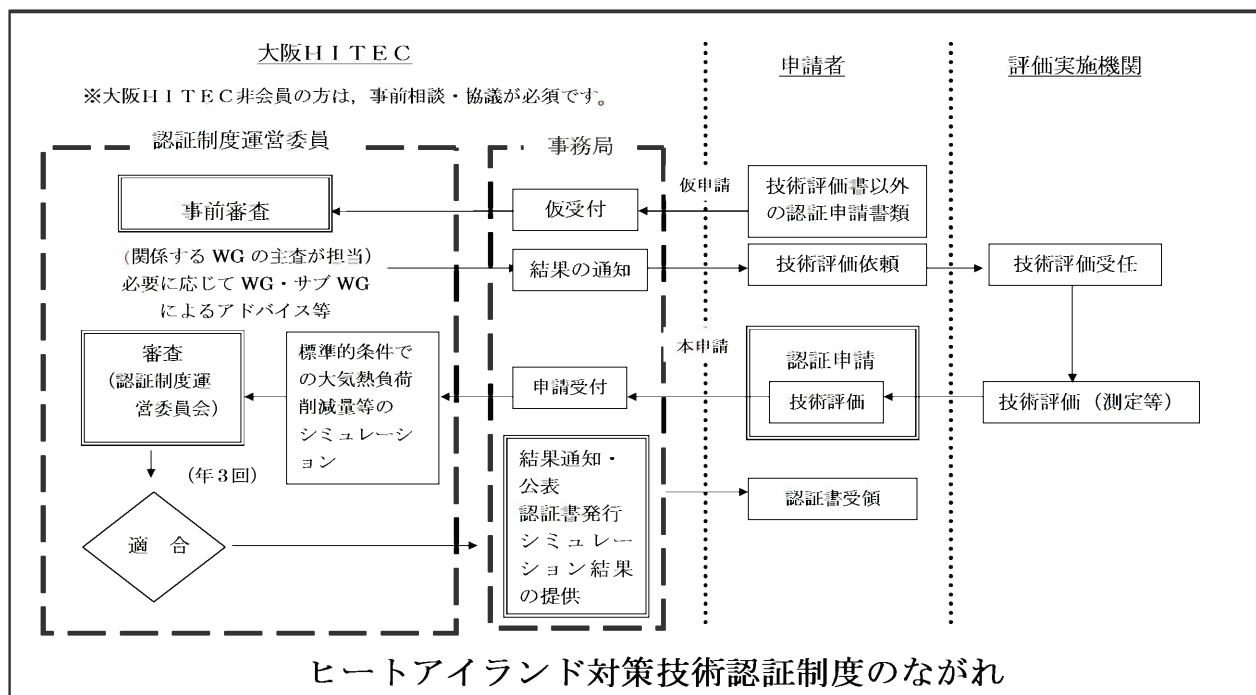 大阪ＨＩＴＥＣ
申請者
評価実施機関
※大阪ＨＩＴＥＣ非会員の方は，事前相談・協議が必須です。
認証制度運営委員
事務局
事前審査
仮受付
仮申請
技術評価書以外
の認証申請書類
(関係する WG の主査が担当)
必要に応じて WG・サブ WG
によるアドバイス等
結果の通知
技術評価依頼
技術評価受任
審査
(認証制度運
営委員会)
標準的条件で
の大気熱負荷
削減量等の
シミュレーシ
ョン
申請受付
本申請
認証申請
技術評価
技術評価（測定等）
(年３回)
適　合
結果通知・
公表
認証書発行
シミュレー
ション結果
の提供
認証書受領
ヒートアイランド対策技術認証制度のながれ